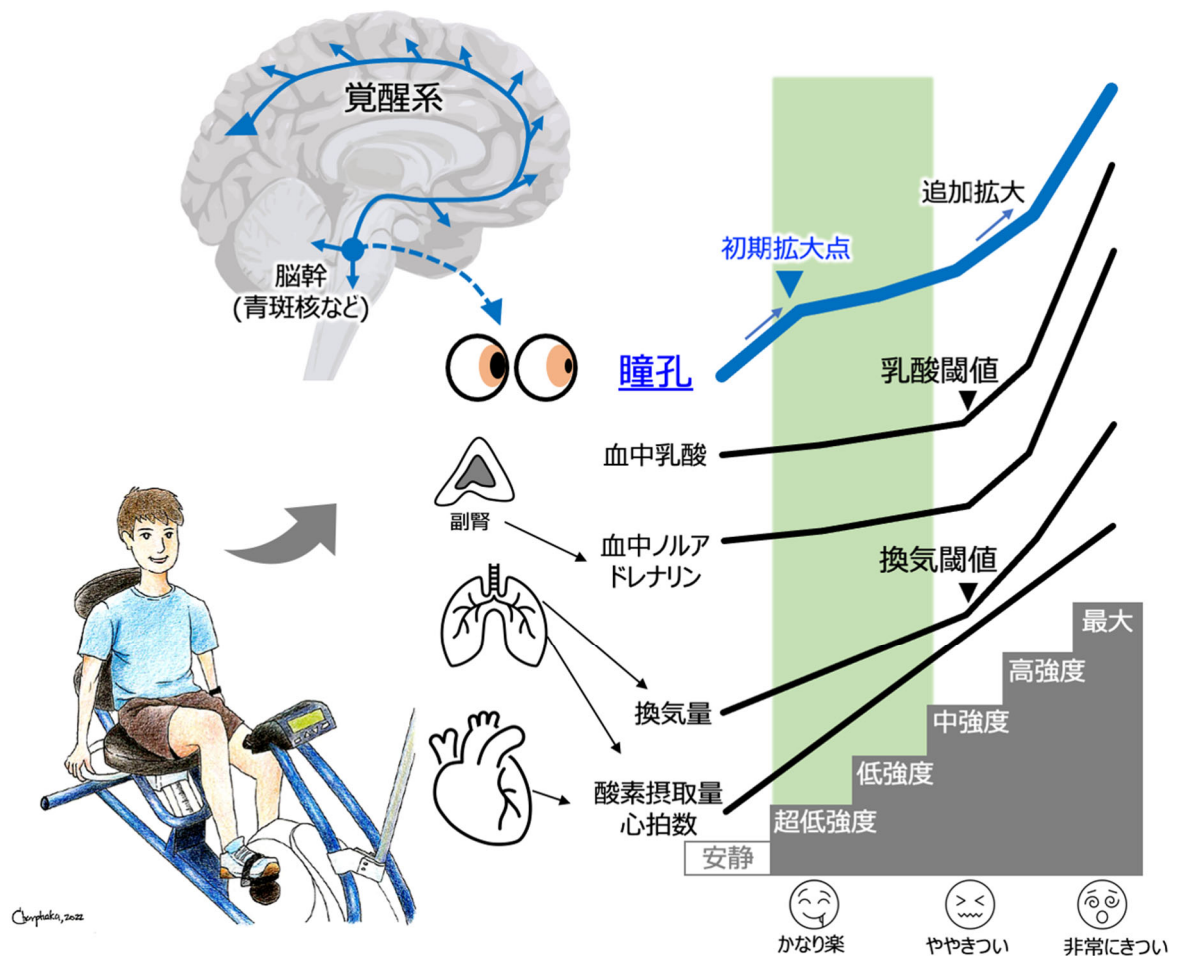 覚醒系
脳幹
(青斑核など)
追加拡大
初期拡大点
瞳孔
乳酸閾値
血中乳酸
副腎
血中ノルア
ドレナリン
換気閾値
換気量
酸素摂取量
心拍数
最大
高強度
中強度
低強度
超低強度
安静
かなり楽
ややきつい
非常にきつい